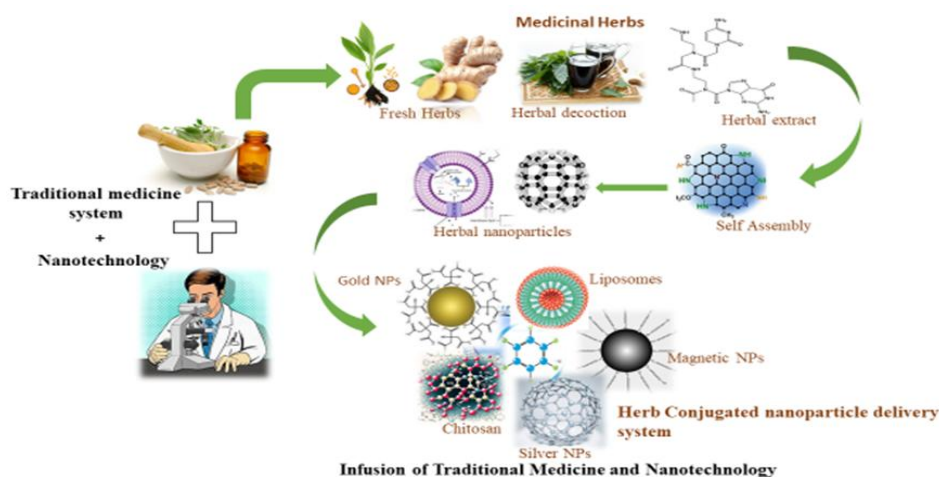 Medicinal Herbs
Fresh Herbs
Herbal decoction
Herbal extract
Traditional medicine
system
+
Nanotechnology
Herbal nanoparticles
Self Assembly
Gold NPs
Liposomes
Magnetic NPs
Chitosan
Silver NPs
Herb Conjugated nanoparticle delivery
system
Infusion of Traditional Medicine and Nanotechnology